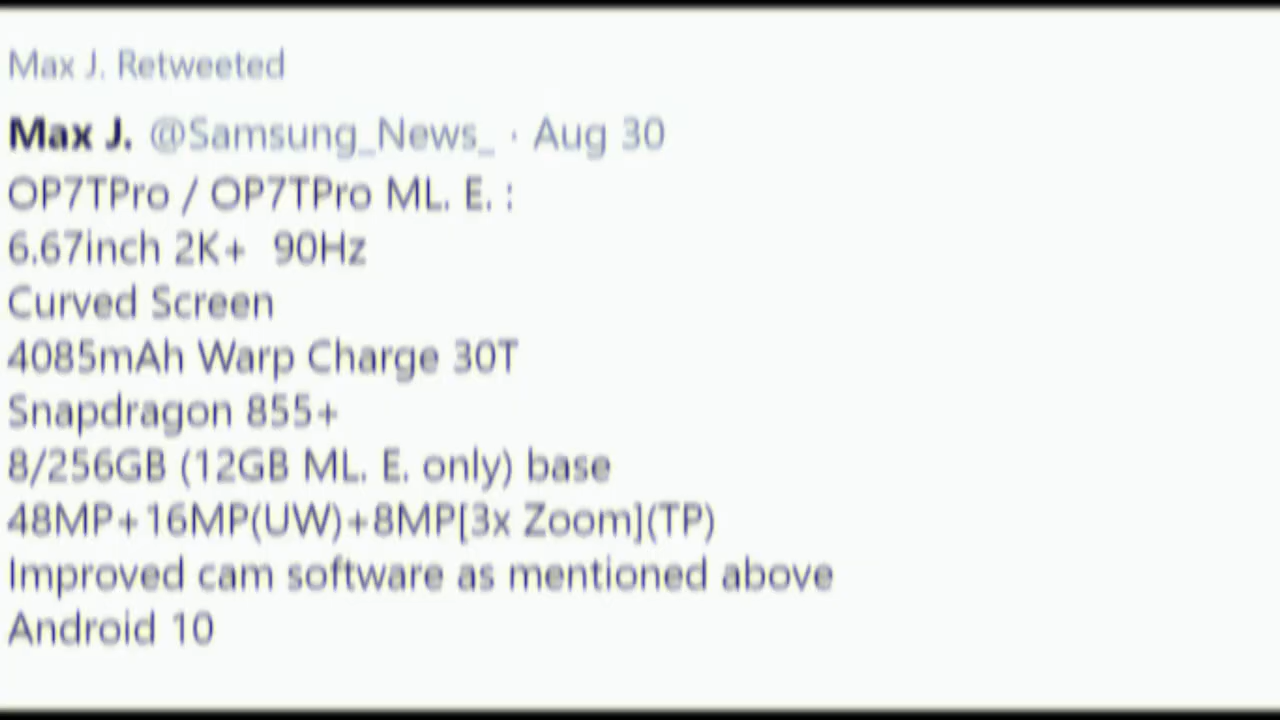 Max J. Retweeted
Max J. @Samsung_News_ · Aug 30
OP7TPro / OP7TPro ML. E. :
6.67inch 2K+  90Hz
Curved Screen
4085mAh Warp Charge 30T
Snapdragon 855+
8/256GB (12GB ML. E. only) base
48MP+16MP(UW)+8MP[3x Zoom](TP)
Improved cam software as mentioned above
Android 10